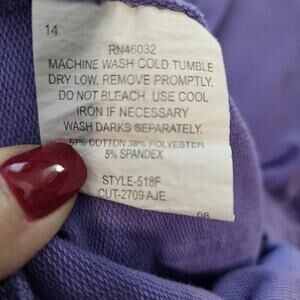 14
RN46032
MACHINE WASH COLD.TUMBLE
DRY LOW. REMOVE PROMPTLY.
DO NOT BLEACH. USE COOL
IRON IF NECESSARY
WASH DARKS SEPARATELY.
57% COTTON 38% POLYESTER
5% SPANDEX
STYLE-518F
CUT-2709 AJE
08